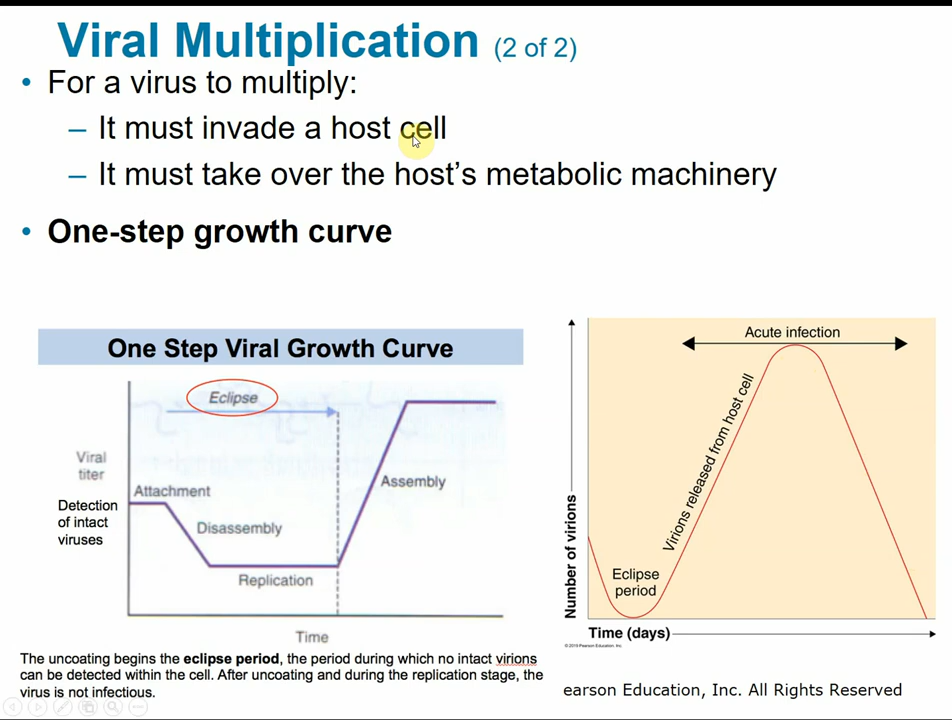 Viral Multiplication (2 of 2)
• For a virus to multiply:
– It must invade a host cell
– It must take over the host's metabolic machinery
• One-step growth curve
One Step Viral Growth Curve
Eclipse
Viral
titer
Detection
of intact
viruses
Attachment
Disassembly
Replication
Assembly
Time
The uncoating begins the eclipse period, the period during which no intact virions
can be detected within the cell. After uncoating and during the replication stage, the
virus is not infectious.
Acute infection
Virions released from host cell
Eclipse
period
Number of virions
Time (days)
© 2019 Pearson Education, Inc.
earson Education, Inc. All Rights Reserved